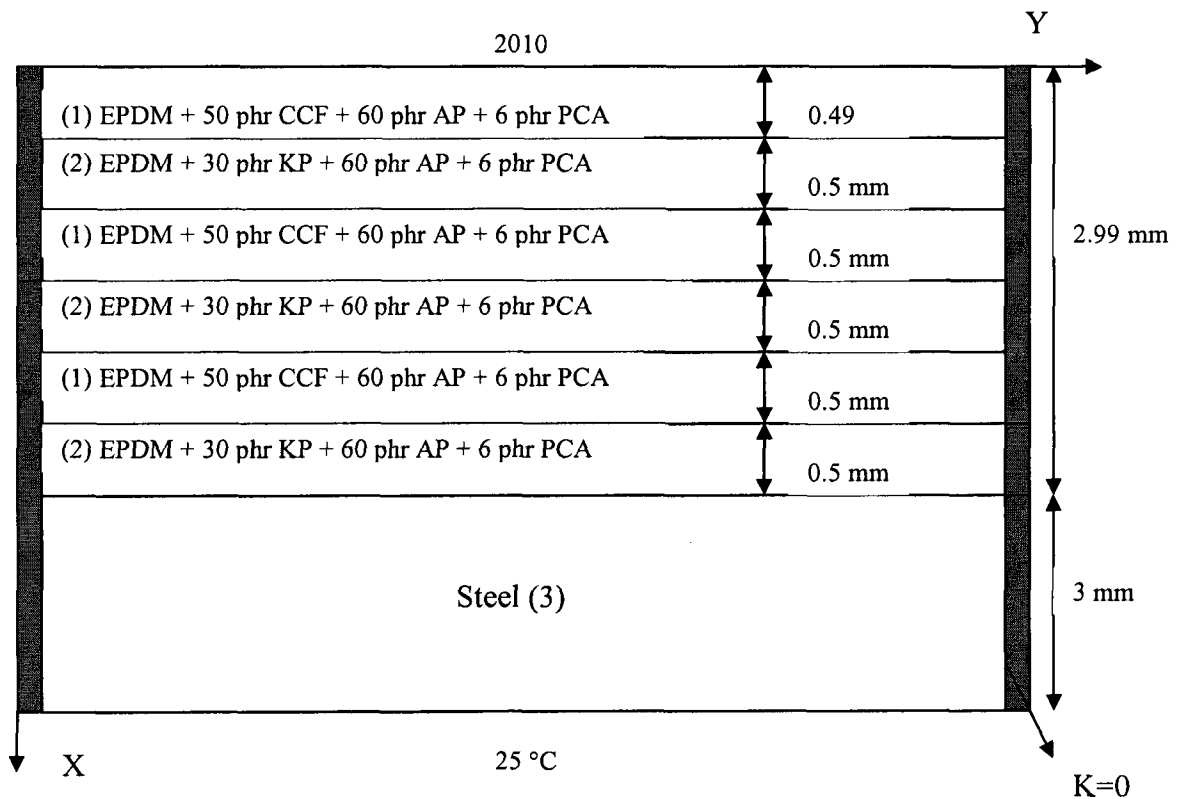 Y
2010
(1) EPDM + 50 phr CCF + 60 phr AP + 6 phr PCA
0.49
(2) EPDM + 30 phr KP + 60 phr AP + 6 phr PCA
0.5 mm
(1) EPDM + 50 phr CCF + 60 phr AP + 6 phr PCA
0.5 mm
2.99 mm
(2) EPDM + 30 phr KP + 60 phr AP + 6 phr PCA
0.5 mm
(1) EPDM + 50 phr CCF + 60 phr AP + 6 phr PCA
0.5 mm
(2) EPDM + 30 phr KP + 60 phr AP + 6 phr PCA
0.5 mm
Steel (3)
3 mm
X
25 °C
K=0